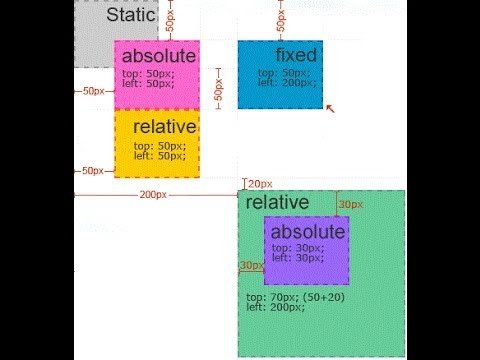 Static
50px
50px
absolute
top: 50px;
left: 50px;
fixed
top: 50px;
left: 200px;
50px
50px
relative
top: 50px;
left: 50px;
50px
200px
20px
relative
30px
absolute
top: 30px;
left: 30px;
30px
top: 70px; (50+20)
left: 200px;